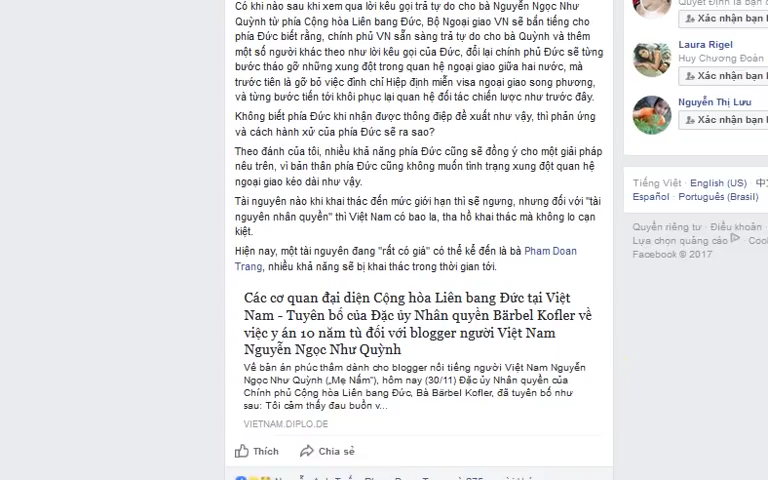 Có khi nào sau khi xem qua lời kêu gọi trả tự do cho bà Nguyễn Ngọc Như
Quỳnh từ phía Cộng hòa Liên bang Đức, Bộ Ngoại giao VN sẽ bắn tiếng cho
phía Đức biết rằng, chính phủ VN sẵn sàng trả tự do cho bà Quỳnh và thêm
một số người khác theo như lời kêu gọi của Đức, đổi lại chính phủ Đức sẽ từng
bước tháo gỡ những xung đột trong quan hệ ngoại giao giữa hai nước, mà
trước tiên là gỡ bỏ việc đình chỉ Hiệp định miễn visa ngoại giao song phương,
và từng bước tiến tới khôi phục lại quan hệ đối tác chiến lược như trước đây.
Không biết phía Đức khi nhận được thông điệp đề xuất như vậy, thì phản ứng
và cách hành xử của phía Đức sẽ ra sao?
Theo đánh của tôi, nhiều khả năng phía Đức cũng sẽ đồng ý cho một giải pháp
nêu trên, vì bản thân phía Đức cũng không muốn tình trạng xung đột quan hệ
ngoại giao kéo dài như vậy.
Tài nguyên nào khi khai thác đến mức giới hạn thì sẽ ngưng, nhưng đối với "tài
nguyên nhân quyền" thì Việt Nam có bao la, tha hồ khai thác mà không lo cạn
kiệt.
Hiện nay, một tài nguyên đang "rất có giá" có thể kể đến là bà Pham Doan
Trang, nhiều khả năng sẽ bị khai thác trong thời gian tới.
Các cơ quan đại diện Cộng hòa Liên bang Đức tại Việt
Nam - Tuyên bố của Đặc ủy Nhân quyền Bärbel Kofler về
việc y án 10 năm tù đối với blogger người Việt Nam
Nguyễn Ngọc Như Quỳnh
Về bản án phúc thẩm dành cho blogger nổi tiếng người Việt Nam Nguyễn
Ngọc Như Quỳnh („Mẹ Nấm"), hôm nay (30/11) Đặc ủy Nhân quyền của
Chính phủ Cộng hòa Liên bang Đức, Bà Bärbel Kofler, đã tuyên bố như
sau: Tôi cảm thấy đau buồn v...
VIETNAM.DIPLO.DE
Thích Chia sẻ
Xác nhận bạn
Laura Rigel
Huy Chương Đoàn
Xác nhận bạn
Nguyễn Thị Lưu
Xác nhận bạn
Tiếng Việt · English (US) · 中
Español · Português (Brasil)
Quyền riêng tư · Điều khoản ·
Lựa chọn quảng cáo
Facebook © 2017